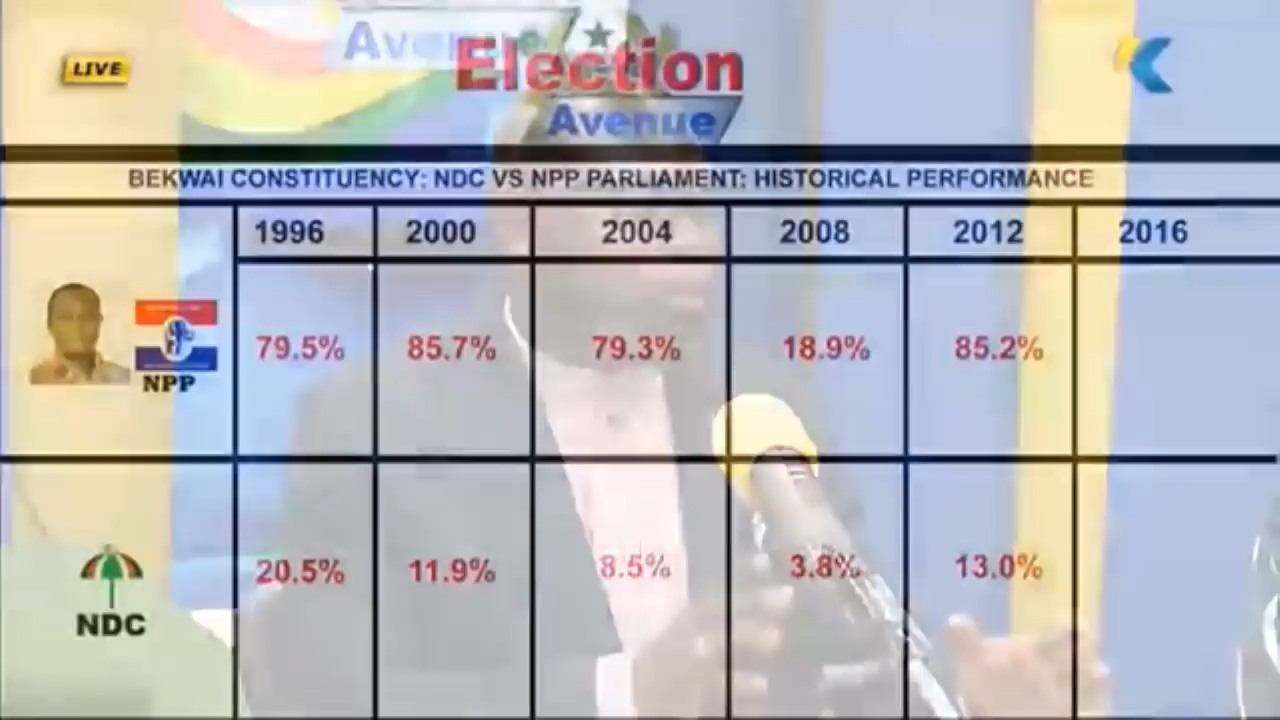 Avenue
Election
LIVE
Avenue
BEKWAI CONSTITUENCY: NDC VS NPP PARLIAMENT: HISTORICAL PERFORMANCE
1996 2000 2004 2008 2012 2016
79.5% 85.7% 79.3% 18.9% 85.2%
NPP
20.5% 11.9% 8.5% 3.8% 13.0%
NDC